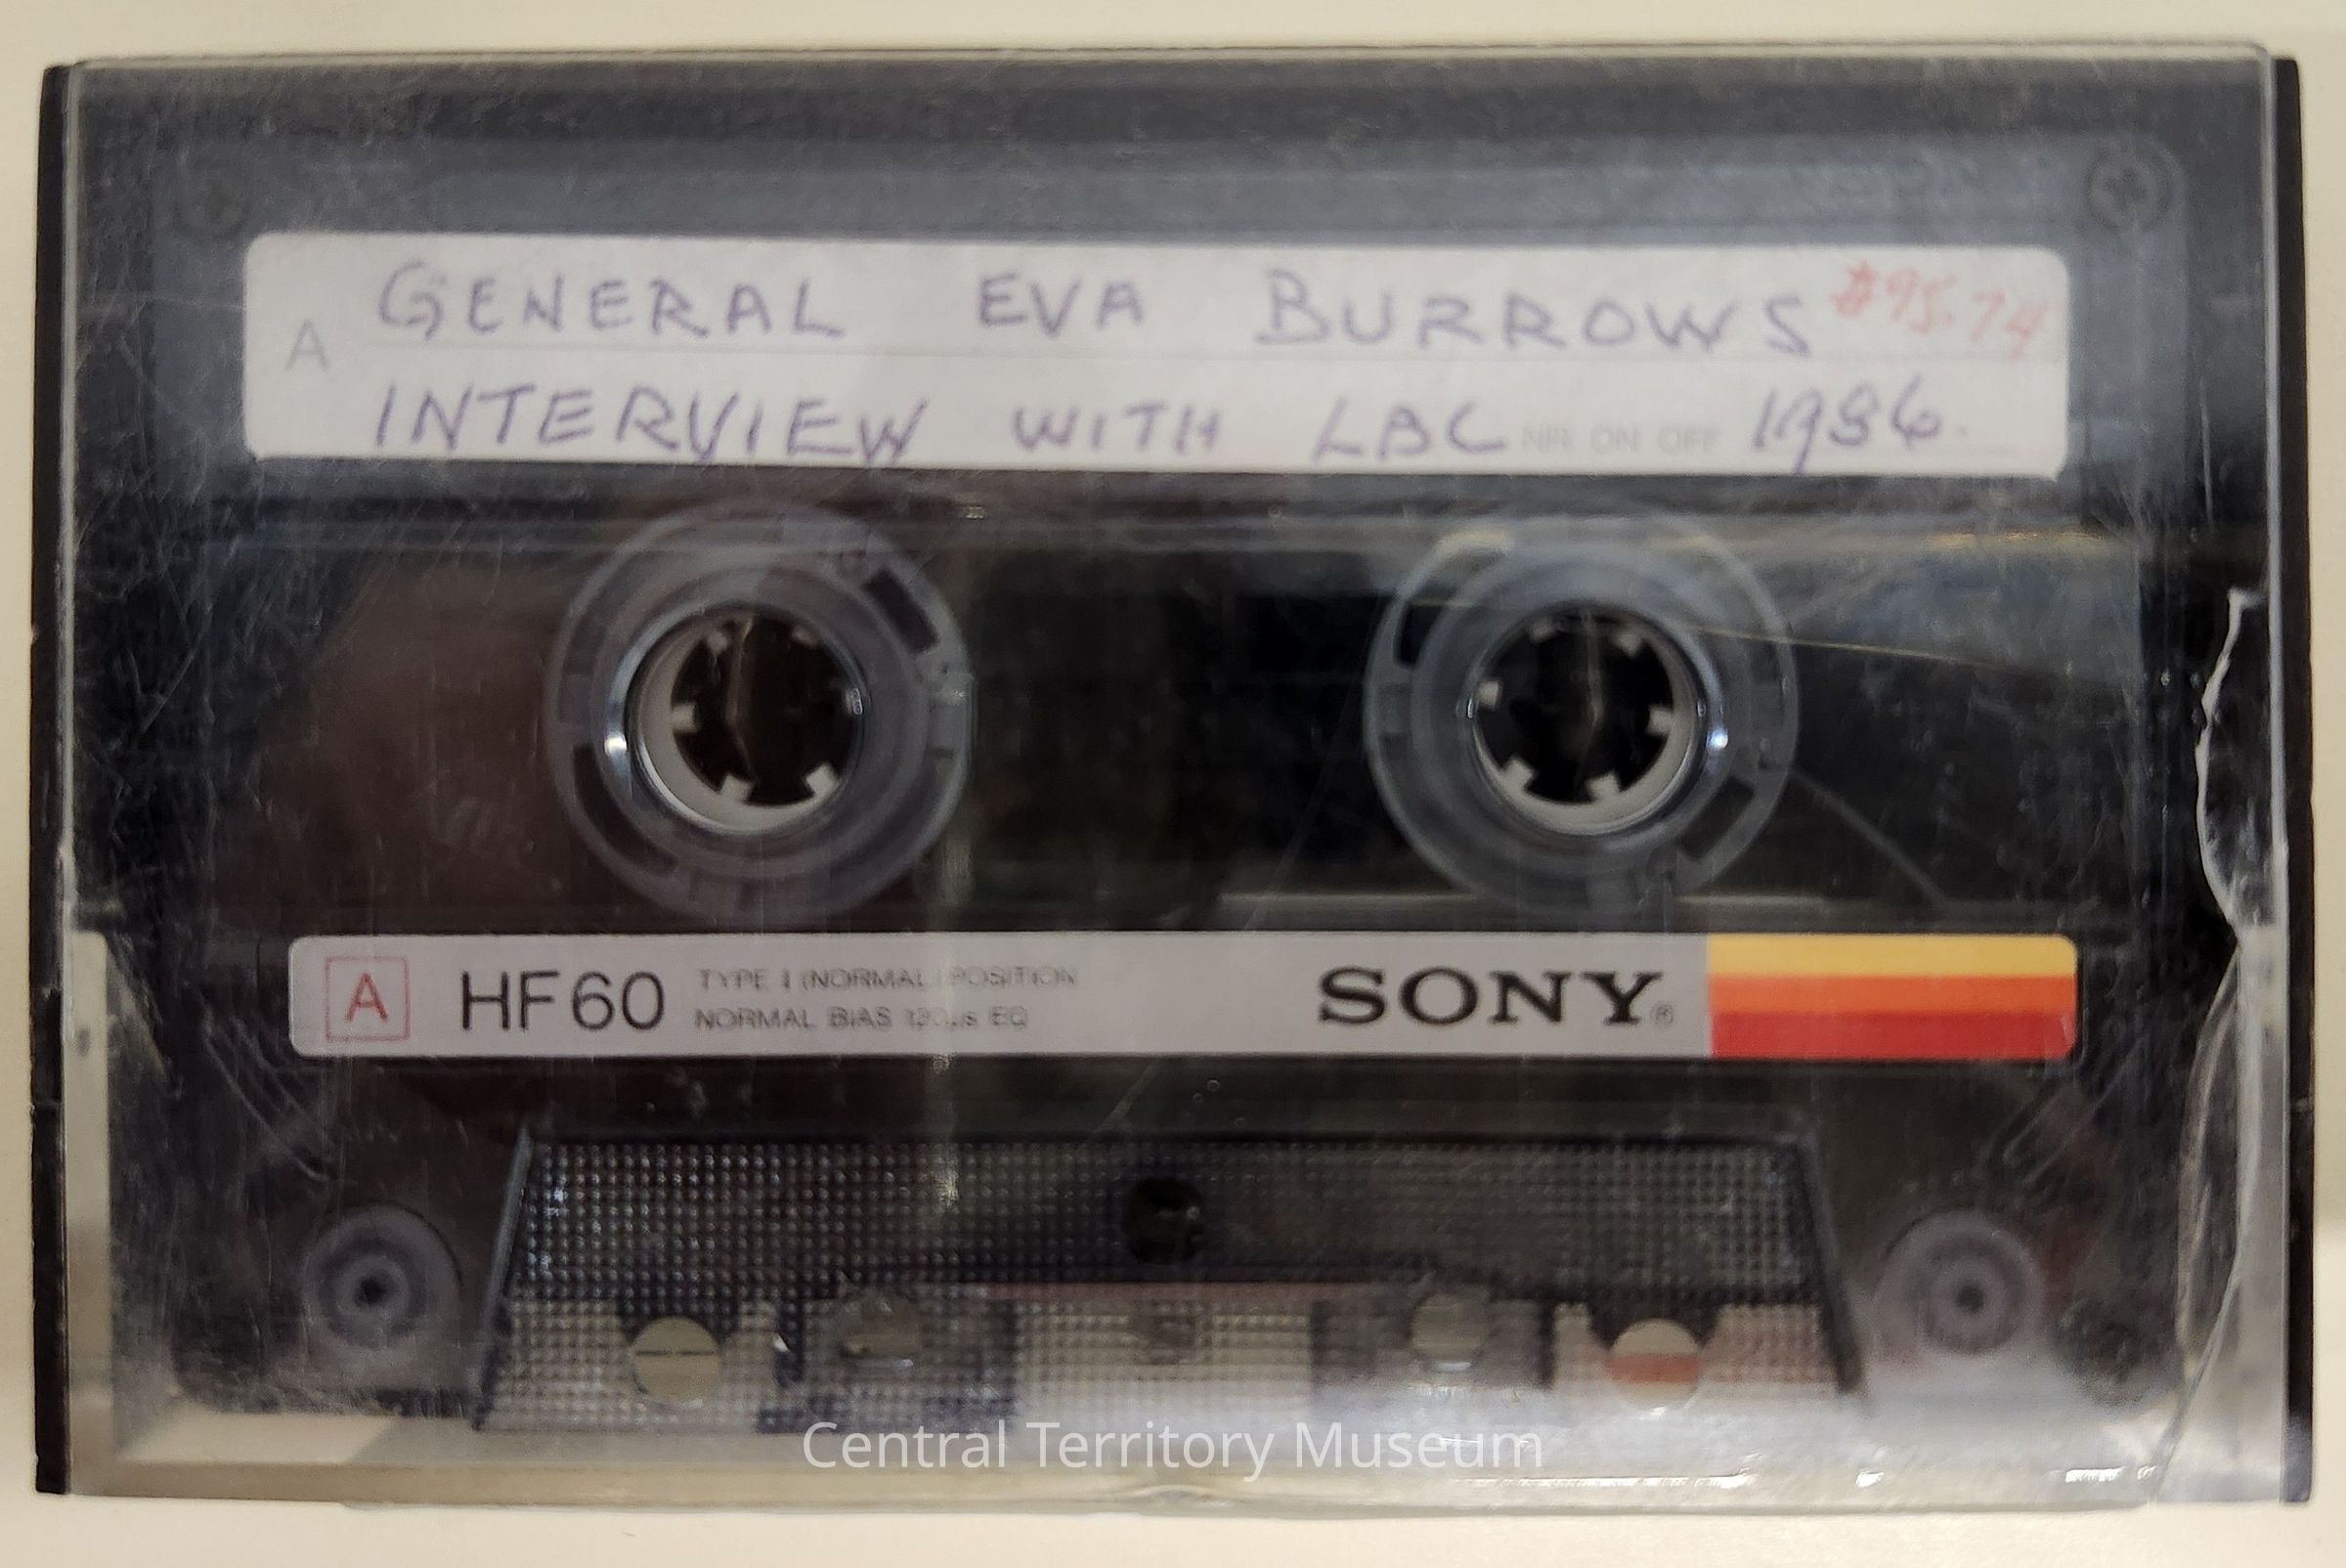 GENERAL EVA BURROWS #95.74
A
INTERVIEW WITH LBC NR ON OFF 1986.
A HF60 TYPE I (NORMAL) POSITION
NORMAL BIAS 120µs EQ
SONY®
Central Territory Museum